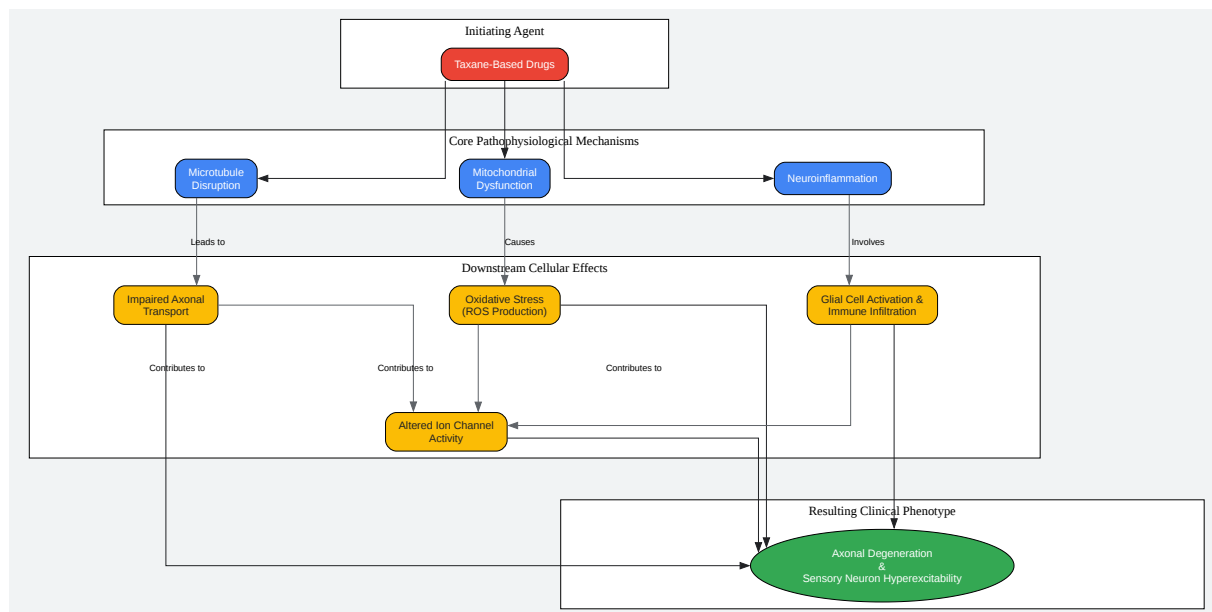 Initiating Agent
Taxane-Based Drugs
Core Pathophysiological Mechanisms
Microtubule
Disruption
Mitochondrial
Dysfunction
Neuroinflammation
Leads to
Causes
Involves
Downstream Cellular Effects
Impaired Axonal
Transport
Oxidative Stress
(ROS Production)
Glial Cell Activation &
Immune Infiltration
Contributes to
Contributes to
Contributes to
Altered Ion Channel
Activity
Resulting Clinical Phenotype
Axonal Degeneration
&
Sensory Neuron Hyperexcitability